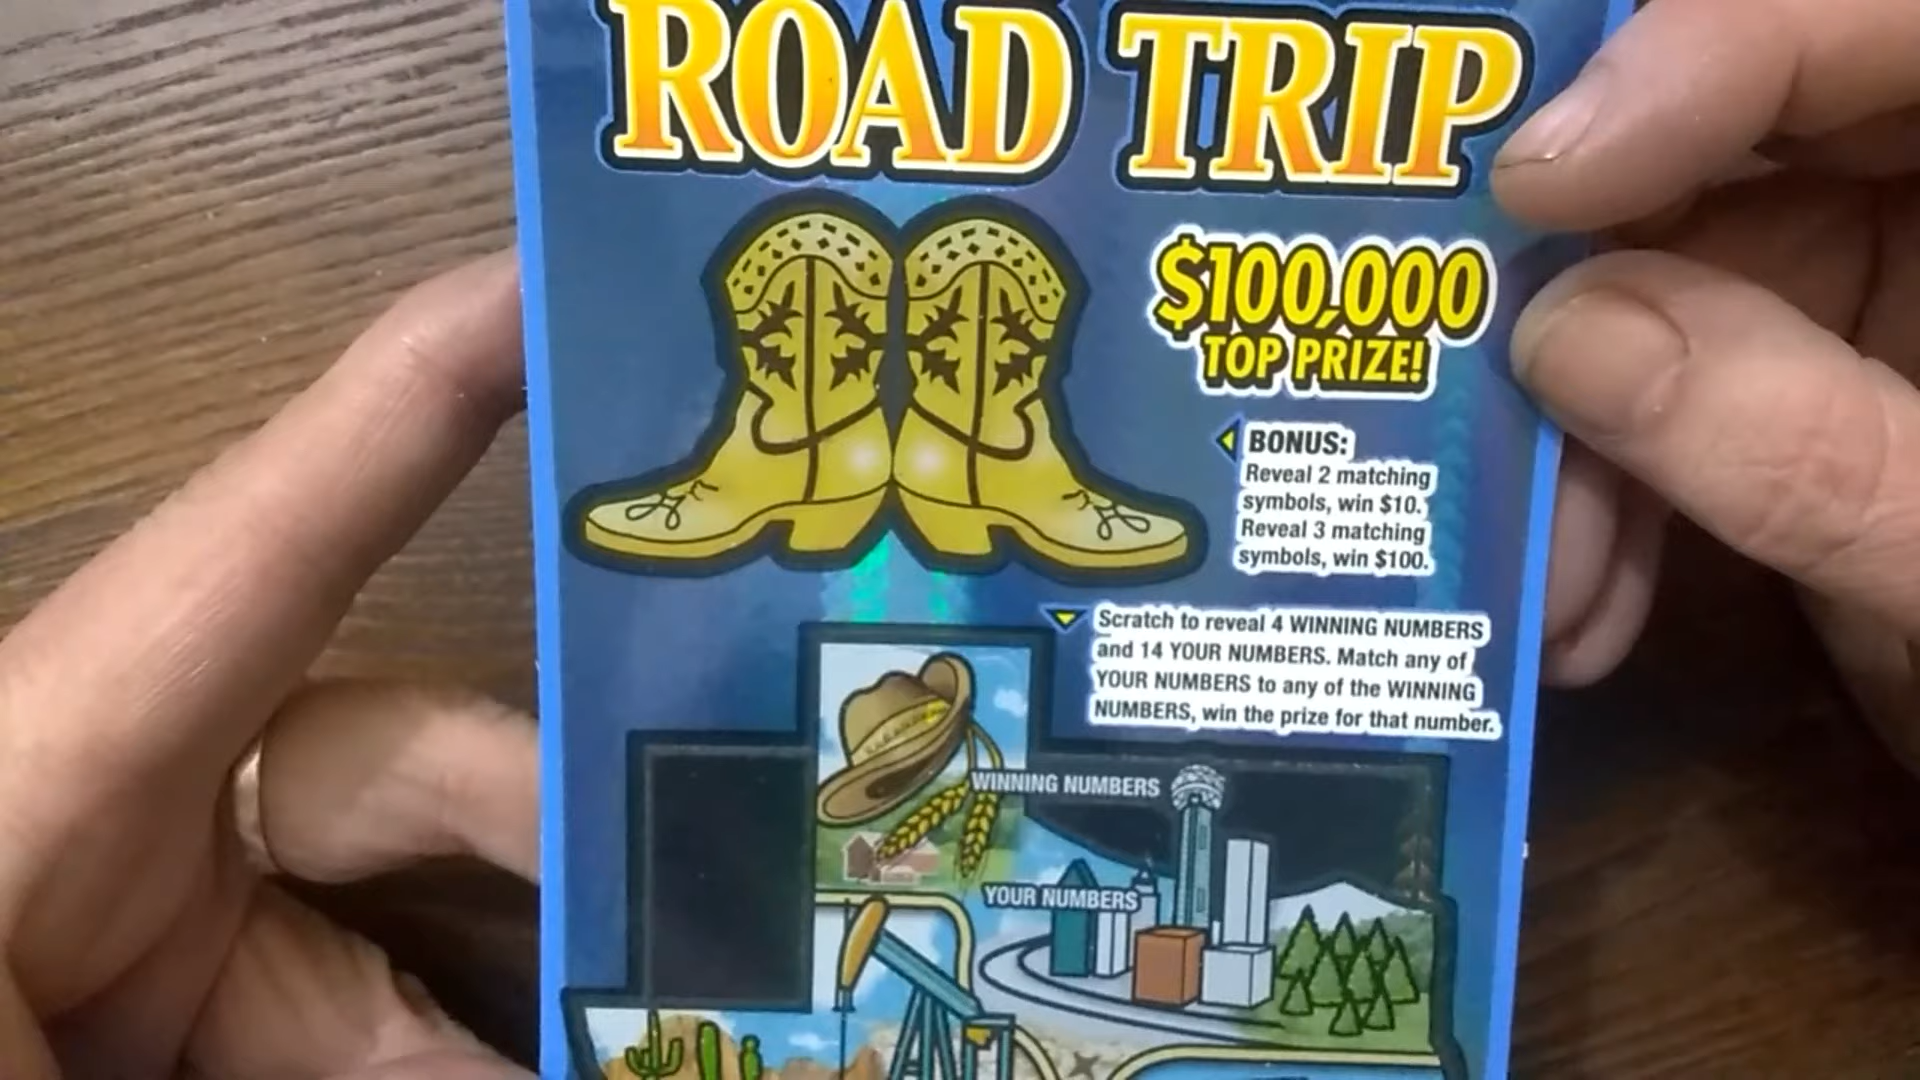 ROAD TRIP
$100,000
TOP PRIZE!
BONUS:
Reveal 2 matching
symbols, win $10.
Reveal 3 matching
symbols, win $100.
Scratch to reveal 4 WINNING NUMBERS
and 14 YOUR NUMBERS. Match any of
YOUR NUMBERS to any of the WINNING
NUMBERS, win the prize for that number.
WINNING NUMBERS
YOUR NUMBERS